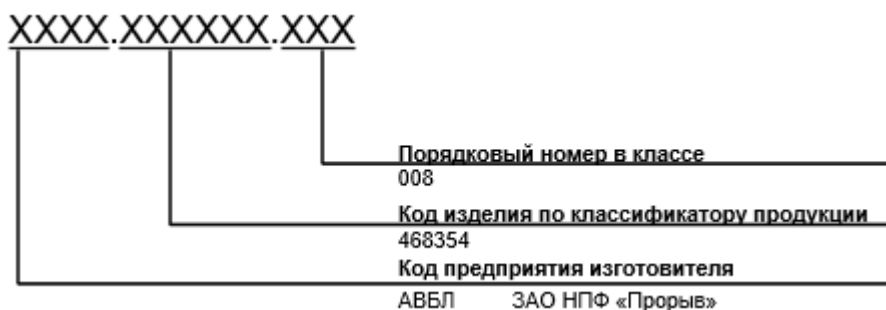 XXXX.XXXXXX.XXX
Порядковый номер в классе
008
Код изделия по классификатору продукции
468354
Код предприятия изготовителя
АВБЛ ЗАО НПФ «Прорыв»